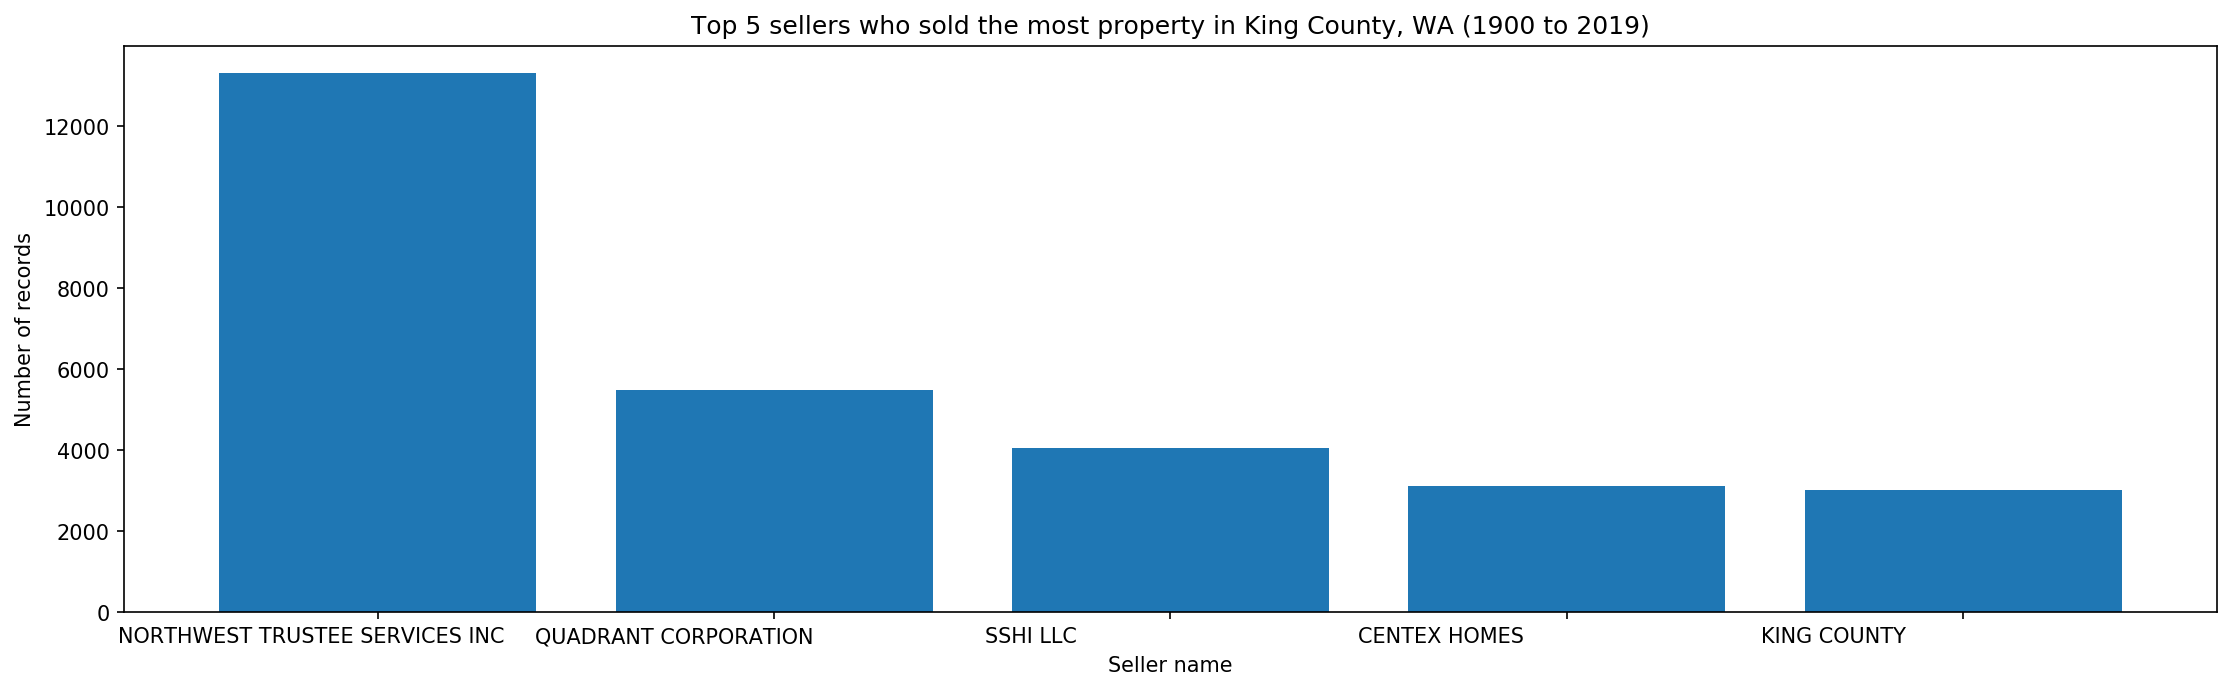 Top 5 sellers who sold the most property in King County, WA (1900 to 2019)
Number of records
12000
10000
8000
6000
4000
2000
0
NORTHWEST TRUSTEE SERVICES INC QUADRANT CORPORATION SSHI LLC CENTEX HOMES KING COUNTY
Seller name